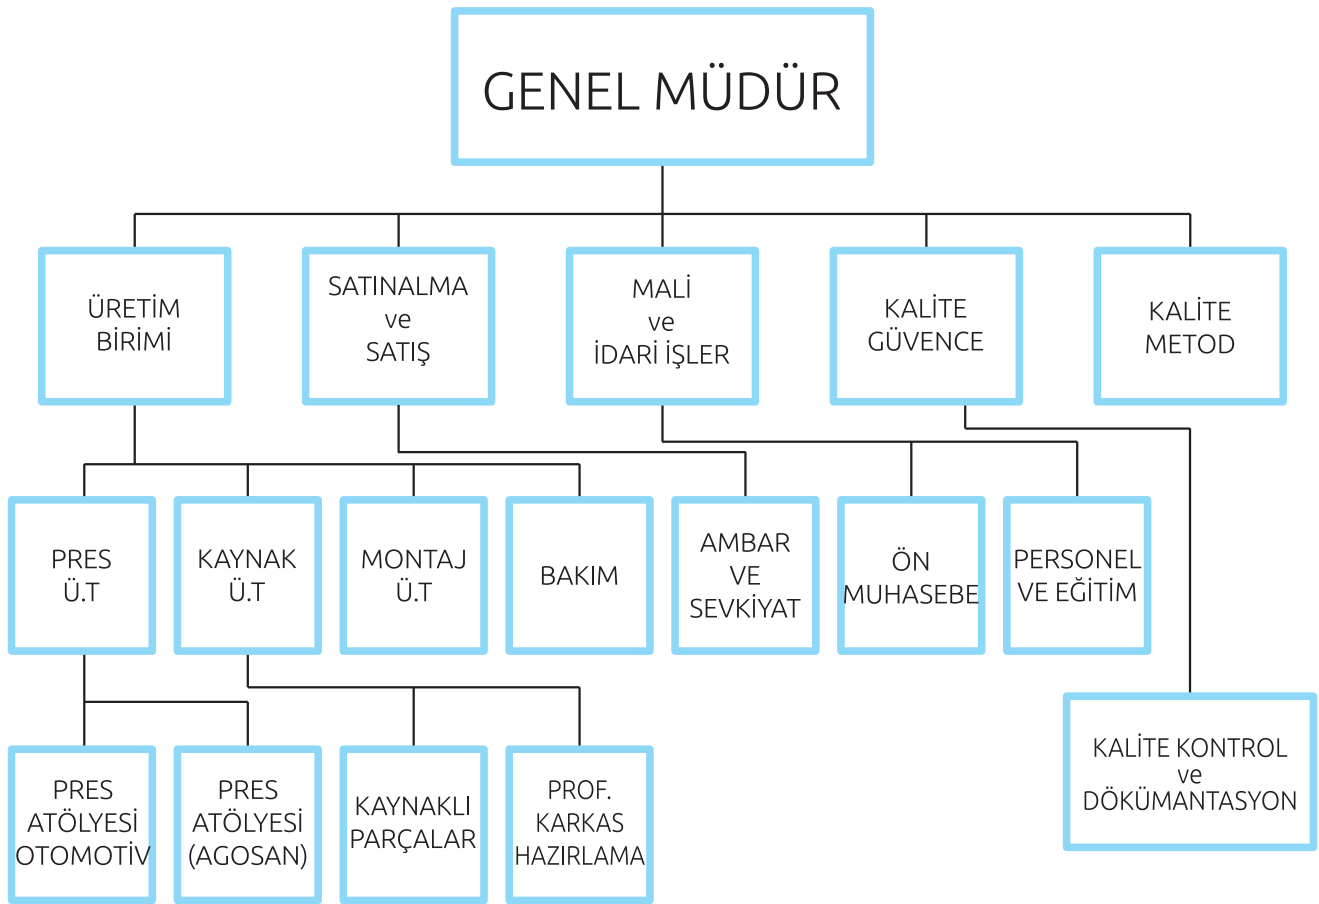 GENEL MÜDÜR
ÜRETİM
BİRİMİ
SATINALMA
ve
SATIŞ
MALİ
ve
İDARİ İŞLER
KALİTE
GÜVENCE
KALİTE
METOD
PRES
Ü.T
KAYNAK
Ü.T
MONTAJ
Ü.T
BAKIM
AMBAR
VE
SEVKİYAT
ÖN
MUHASEBE
PERSONEL
VE EĞİTİM
PRES
ATÖLYESİ
OTOMOTİV
PRES
ATÖLYESİ
(AGOSAN)
KAYNAKLI
PARÇALAR
PROF.
KARKAS
HAZIRLAMA
KALİTE KONTROL
ve
DÖKÜMANTASYON